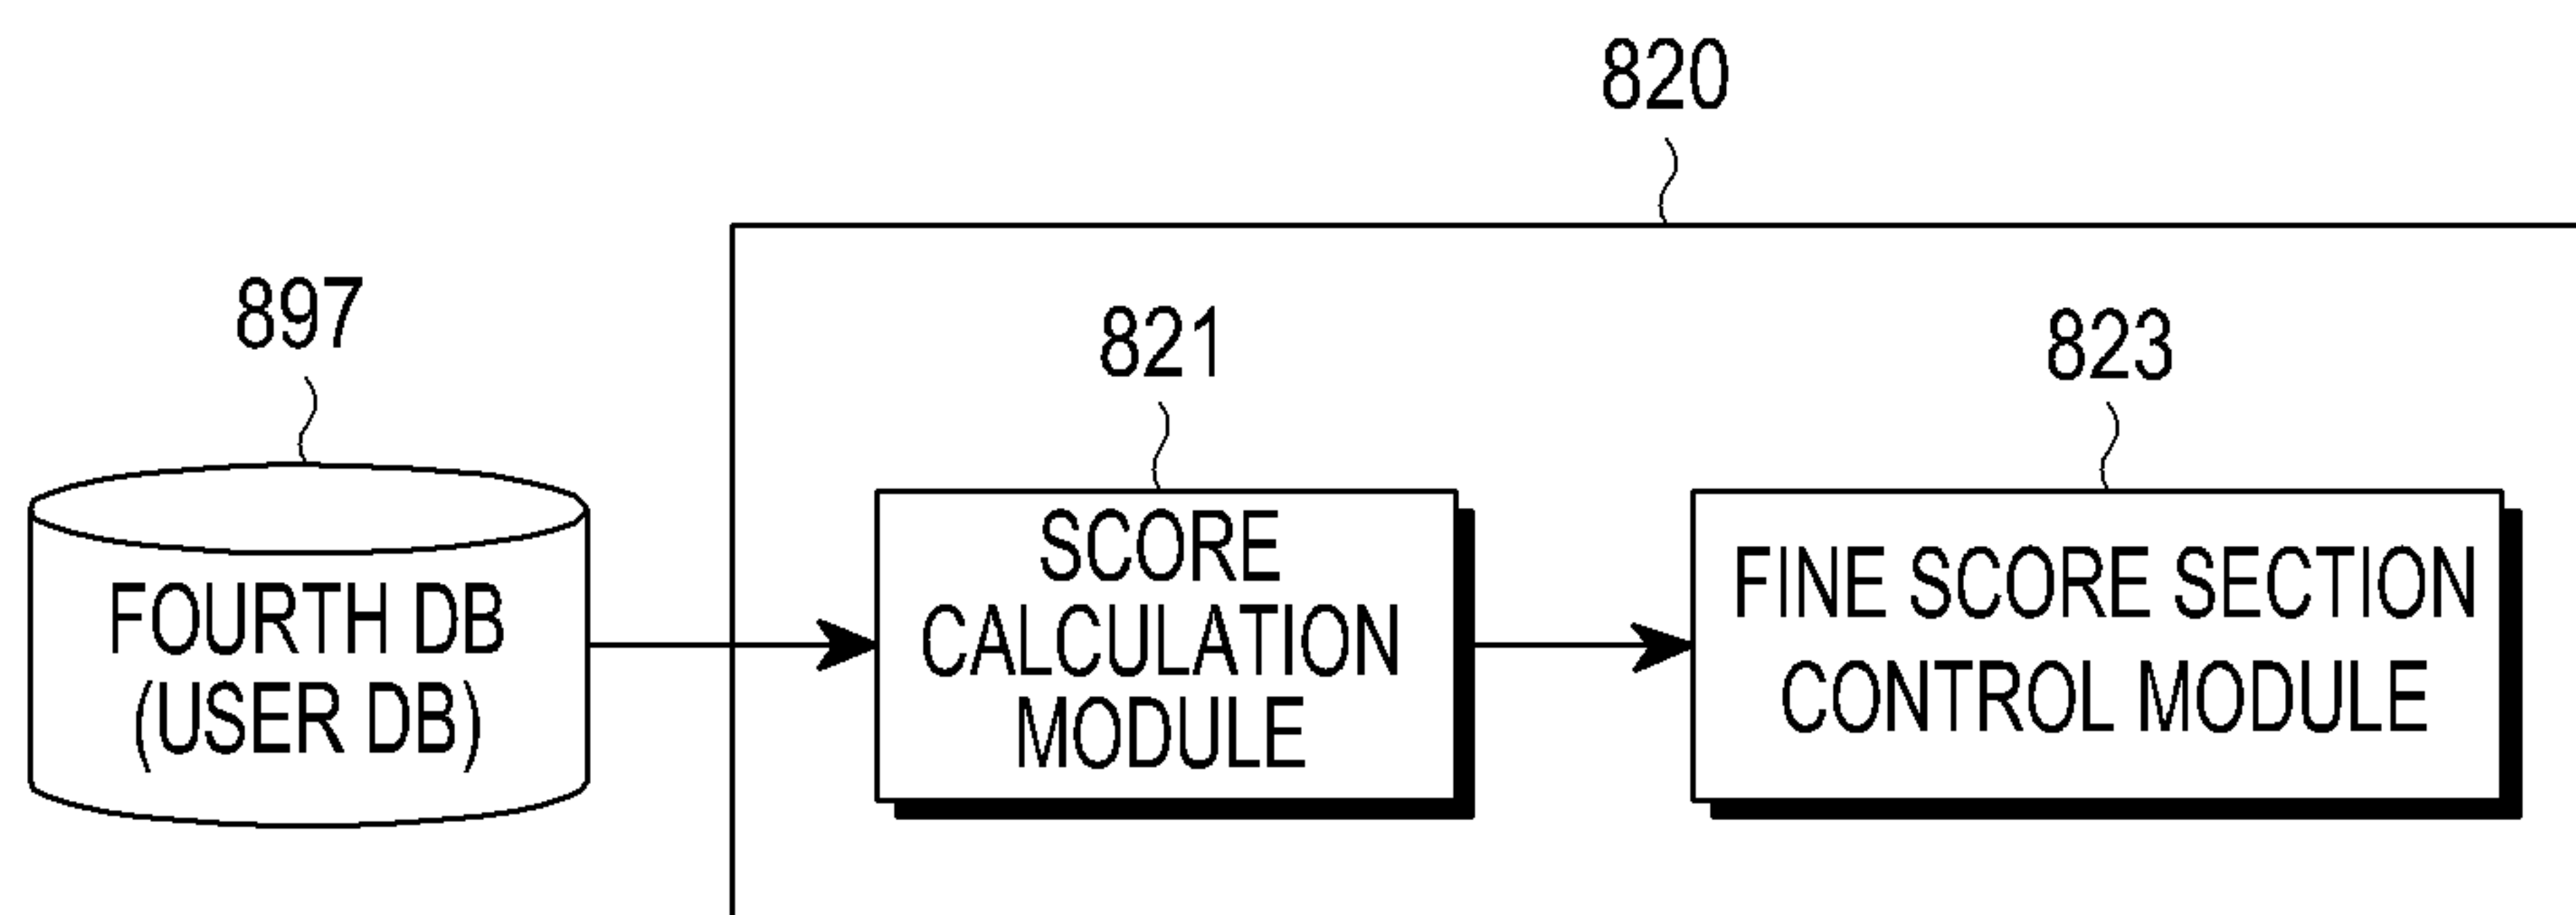 820
897
821
823
FOURTH DB
(USER DB)
SCORE
CALCULATION
MODULE
FINE SCORE SECTION
CONTROL MODULE